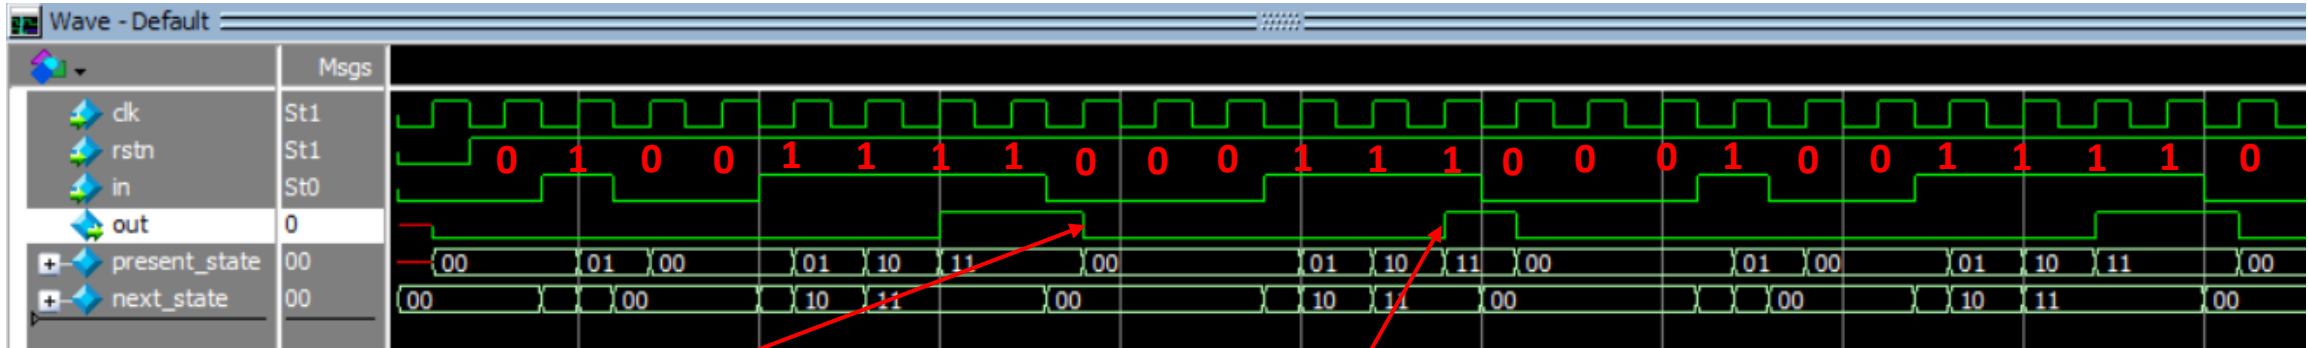 Wave - Default
Msgs
clk St1
rstn St1 0 1 0 0 1 1 1 1 0 0 0 1 1 1 0 0 0 1 0 0 1 1 1 1 0
in St0
out 0
present_state 00 00 01 00 01 10 11 00 01 10 11 00 01 00 01 10 11 00
next_state 00 00 00 10 11 00 10 11 00 00 10 11 00